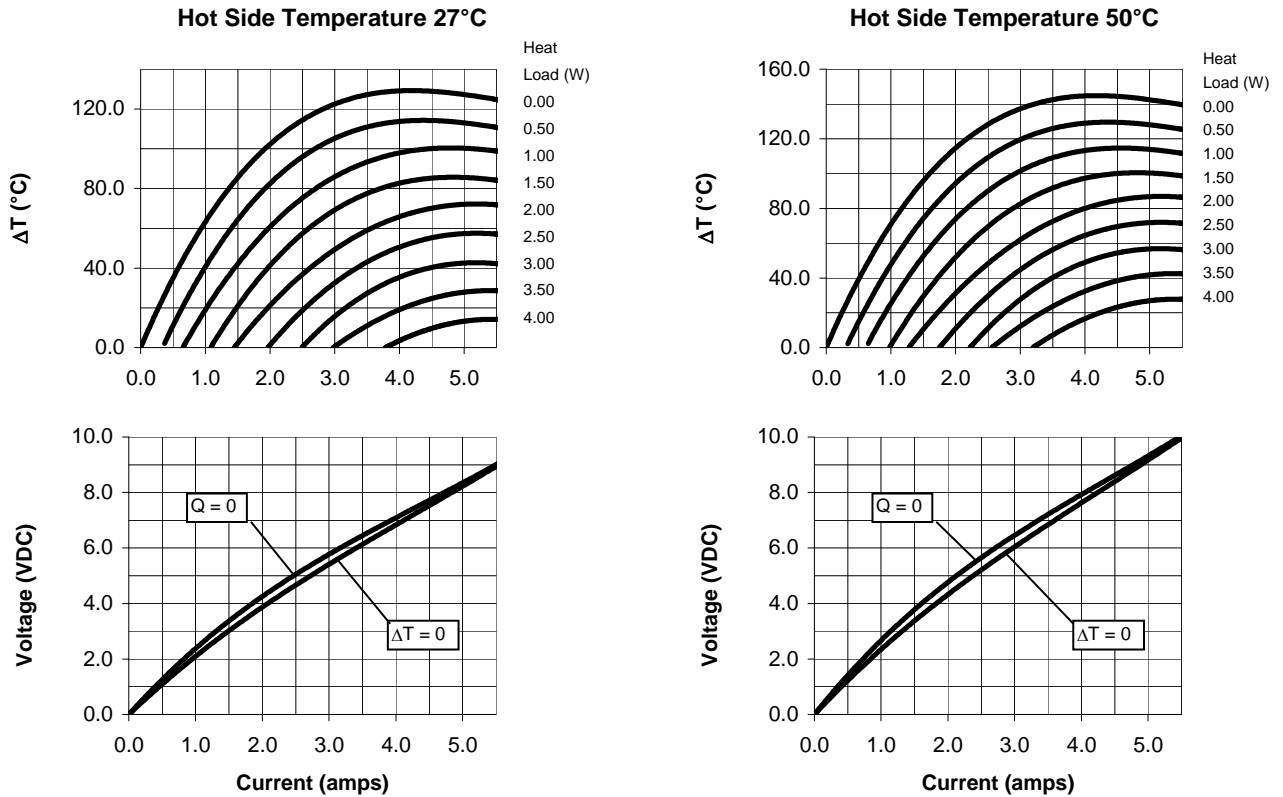 Hot Side Temperature 27°C
Heat
Load (W)
0.00
0.50
1.00
1.50
2.00
2.50
3.00
3.50
4.00
ΔT (°C)
120.0
80.0
40.0
0.0
0.0 1.0 2.0 3.0 4.0 5.0
Hot Side Temperature 50°C
Heat
Load (W)
0.00
0.50
1.00
1.50
2.00
2.50
3.00
3.50
4.00
ΔT (°C)
160.0
120.0
80.0
40.0
0.0
0.0 1.0 2.0 3.0 4.0 5.0
Voltage (VDC)
10.0
8.0
6.0
4.0
2.0
0.0
Q = 0
ΔT = 0
0.0 1.0 2.0 3.0 4.0 5.0
Current (amps)
Voltage (VDC)
10.0
8.0
6.0
4.0
2.0
0.0
Q = 0
ΔT = 0
0.0 1.0 2.0 3.0 4.0 5.0
Current (amps)